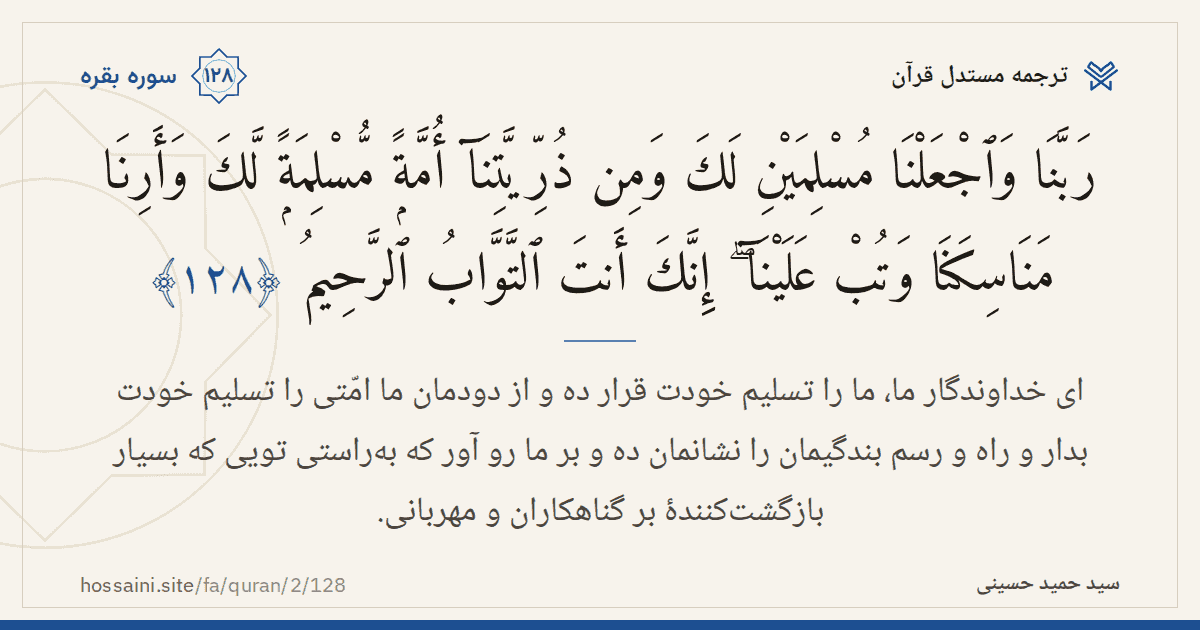 ترجمه مستدل قرآن
۱۲۸ سوره بقره
رَبَّنَا وَٱجْعَلْنَا مُسْلِمَيْنِ لَكَ وَمِن ذُرِّيَّتِنَآ أُمَّةًۭ مُّسْلِمَةًۭ لَّكَ وَأَرِنَا
مَنَاسِكَنَا وَتُبْ عَلَيْنَآ ۖ إِنَّكَ أَنتَ ٱلتَّوَّابُ ٱلرَّحِيمُ ﴿۱۲۸﴾
ای خداوندگار ما، ما را تسلیم خودت قرار ده و از دودمان ما امّتی را تسلیم خودت
بدار و راه و رسم بندگیمان را نشانمان ده و بر ما رو آور که به‌راستی تویی که بسیار
بازگشت‌کنندهٔ بر گناهکاران و مهربانی.
سید حمید حسینی
hossaini.site/fa/quran/2/128